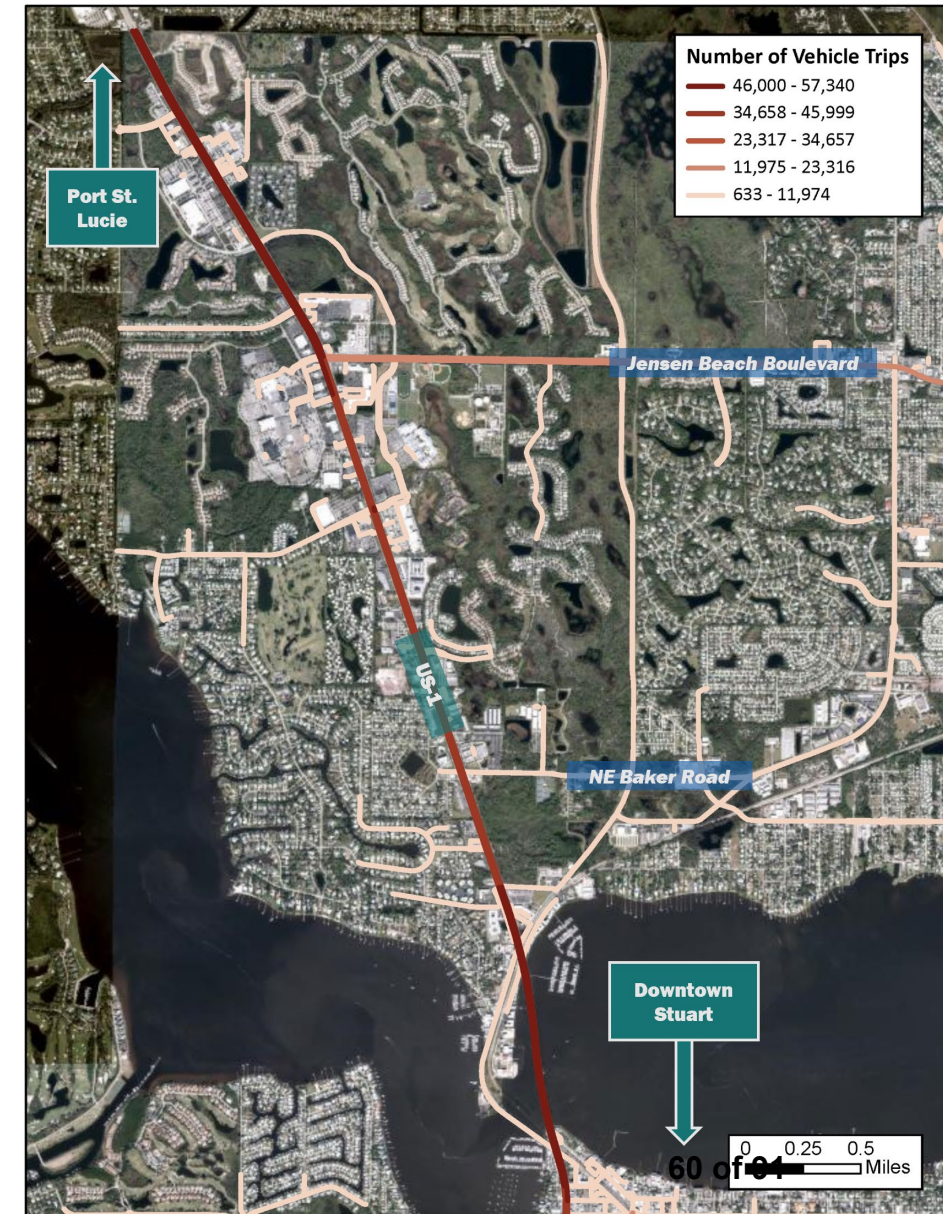 Number of Vehicle Trips
46,000 - 57,340
34,658 - 45,999
23,317 - 34,657
11,975 - 23,316
633 - 11,974
Port St.
Lucie
Jensen Beach Boulevard
US-1
NE Baker Road
Downtown
Stuart
0 0.25 0.5
Miles
60 of 91